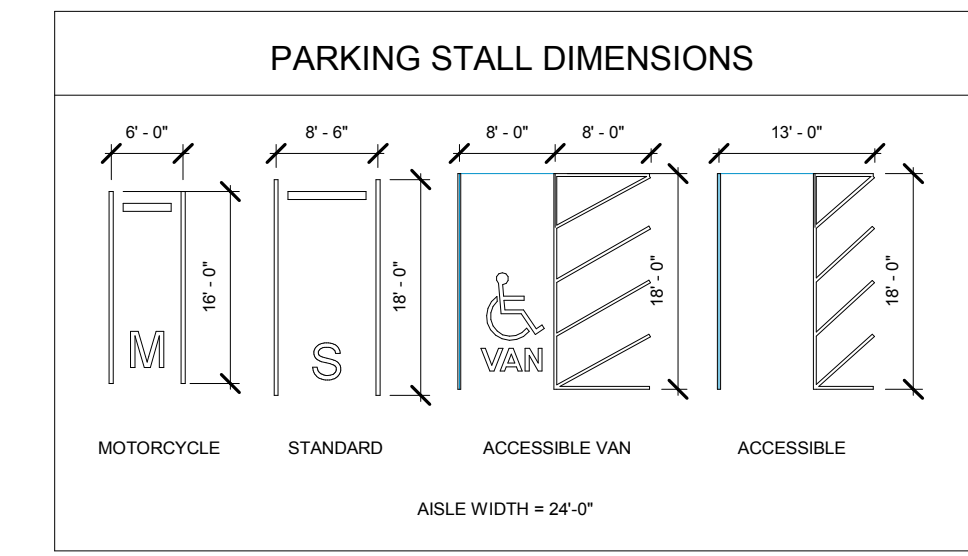 PARKING STALL DIMENSIONS
6' - 0"
8' - 6"
8' - 0"
8' - 0"
13' - 0"
16' - 0"
18' - 0"
18' - 0"
18' - 0"
M
S
VAN
MOTORCYCLE
STANDARD
ACCESSIBLE VAN
ACCESSIBLE
AISLE WIDTH = 24'-0"